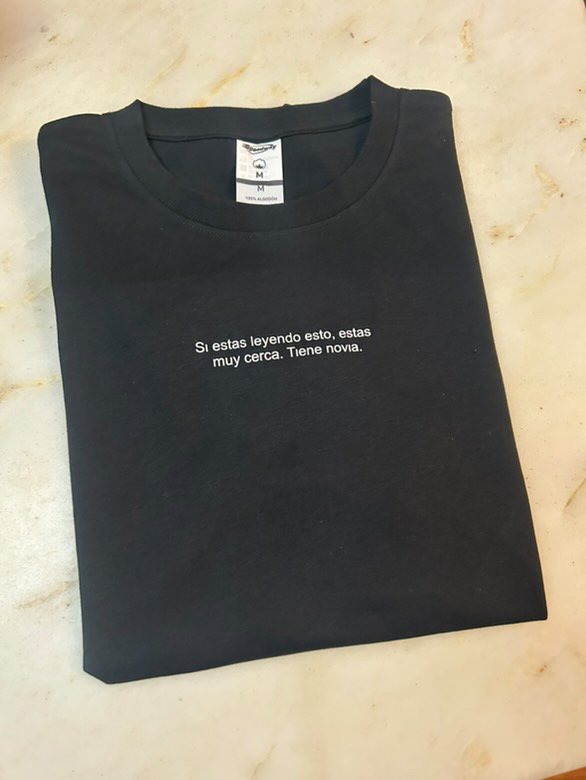 M
M
100% ALGODÓN
Si estas leyendo esto, estas
muy cerca. Tiene novia.